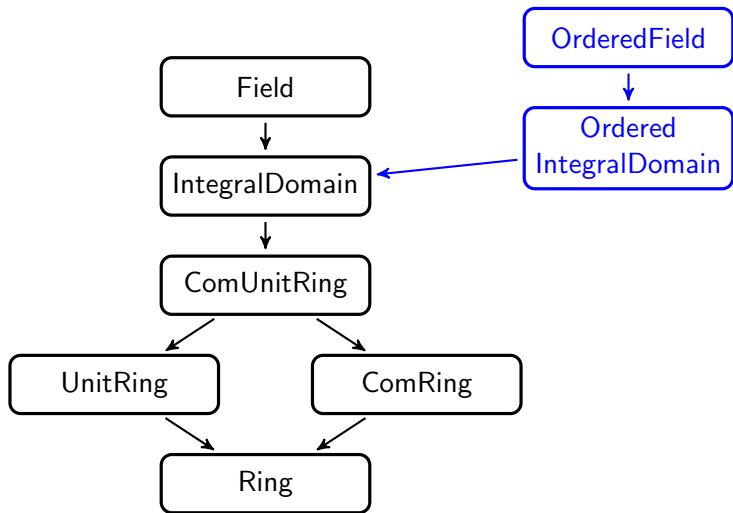 OrderedField
Field
Ordered
IntegralDomain
IntegralDomain
ComUnitRing
UnitRing
ComRing
Ring